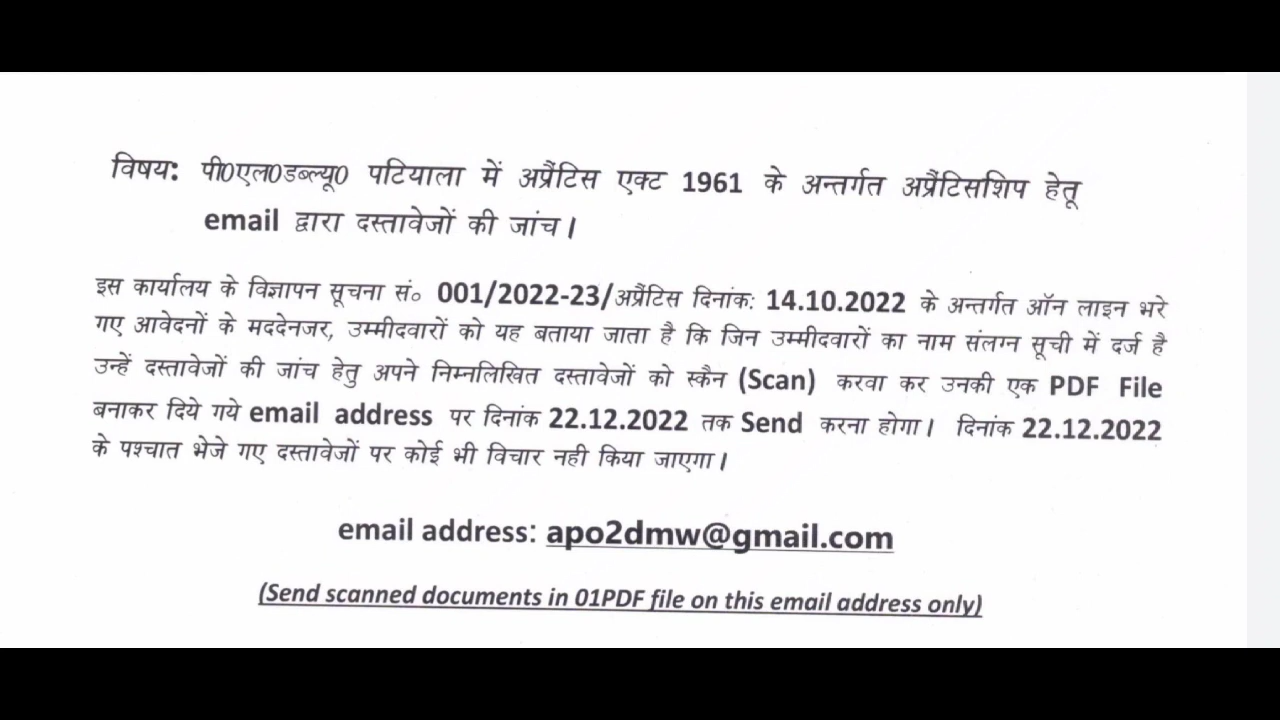 विषय: पी0एल0डब्ल्यू0 पटियाला में अप्रैंटिस एक्ट 1961 के अन्तर्गत अप्रैंटिसशिप हेतू
email द्वारा दस्तावेजों की जांच।
इस कार्यालय के विज्ञापन सूचना सं० 001/2022-23/अप्रैंटिस दिनांक: 14.10.2022 के अन्तर्गत ऑन लाइन भरे
गए आवेदनों के मददेनजर, उम्मीदवारों को यह बताया जाता है कि जिन उम्मीदवारों का नाम संलग्न सूची में दर्ज है
उन्हें दस्तावेजों की जांच हेतु अपने निम्नलिखित दस्तावेजों को स्कैन (Scan) करवा कर उनकी एक PDF File
बनाकर दिये गये email address पर दिनांक 22.12.2022 तक Send करना होगा। दिनांक 22.12.2022
के पश्चात भेजे गए दस्तावेजों पर कोई भी विचार नही किया जाएगा।
email address: apo2dmw@gmail.com
(Send scanned documents in 01PDF file on this email address only)